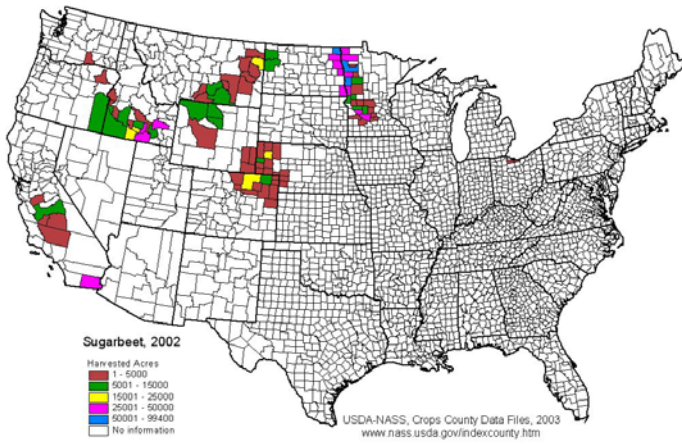 Sugarbeet, 2002
Harvested Acres
1 - 5000
5001 - 15000
15001 - 25000
25001 - 50000
50001 - 99400
No information
USDA-NASS, Crops County Data Files, 2003
www.nass.usda.gov/indexcounty.htm